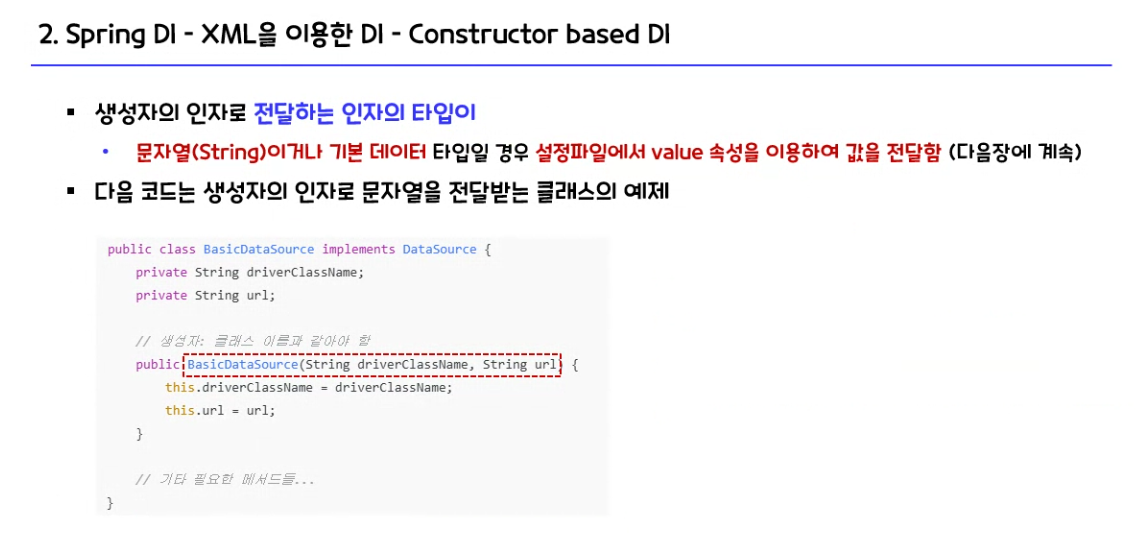 2. Spring DI - XML을 이용한 DI - Constructor based DI
▪ 생성자의 인자로 전달하는 인자의 타입이
• 문자열(String)이거나 기본 데이터 타입일 경우 설정파일에서 value 속성을 이용하여 값을 전달함 (다음장에 계속)
▪ 다음 코드는 생성자의 인자로 문자열을 전달받는 클래스의 예제
public class BasicDataSource implements DataSource {
    private String driverClassName;
    private String url;
    // 생성자: 클래스 이름과 같아야 함
    public BasicDataSource(String driverClassName, String url) {
        this.driverClassName = driverClassName;
        this.url = url;
    }
    // 기타 필요한 메서드들...
}